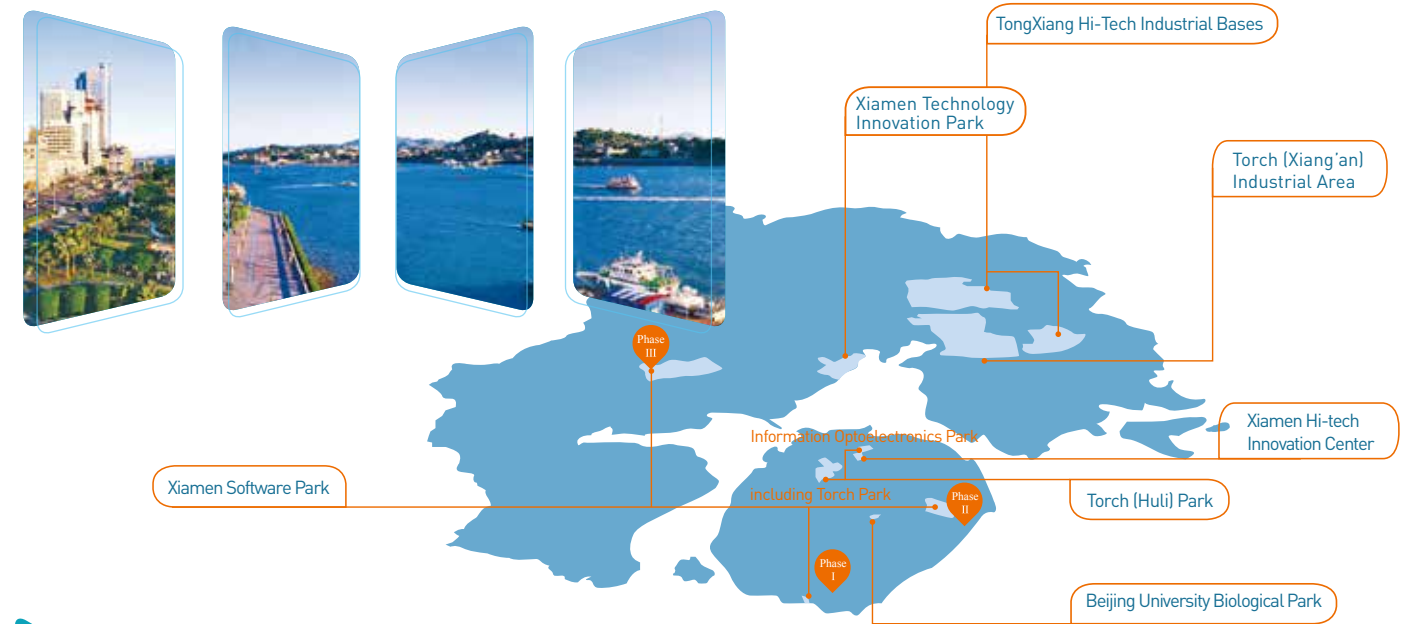 TongXiang Hi-Tech Industrial Bases
Xiamen Technology
Innovation Park
Torch (Xiang'an)
Industrial Area
Phase
III
Xiamen Hi-tech
Innovation Center
Information Optoelectronics Park
Xiamen Software Park
including Torch Park
Phase
II
Torch (Huli) Park
Phase
I
Beijing University Biological Park